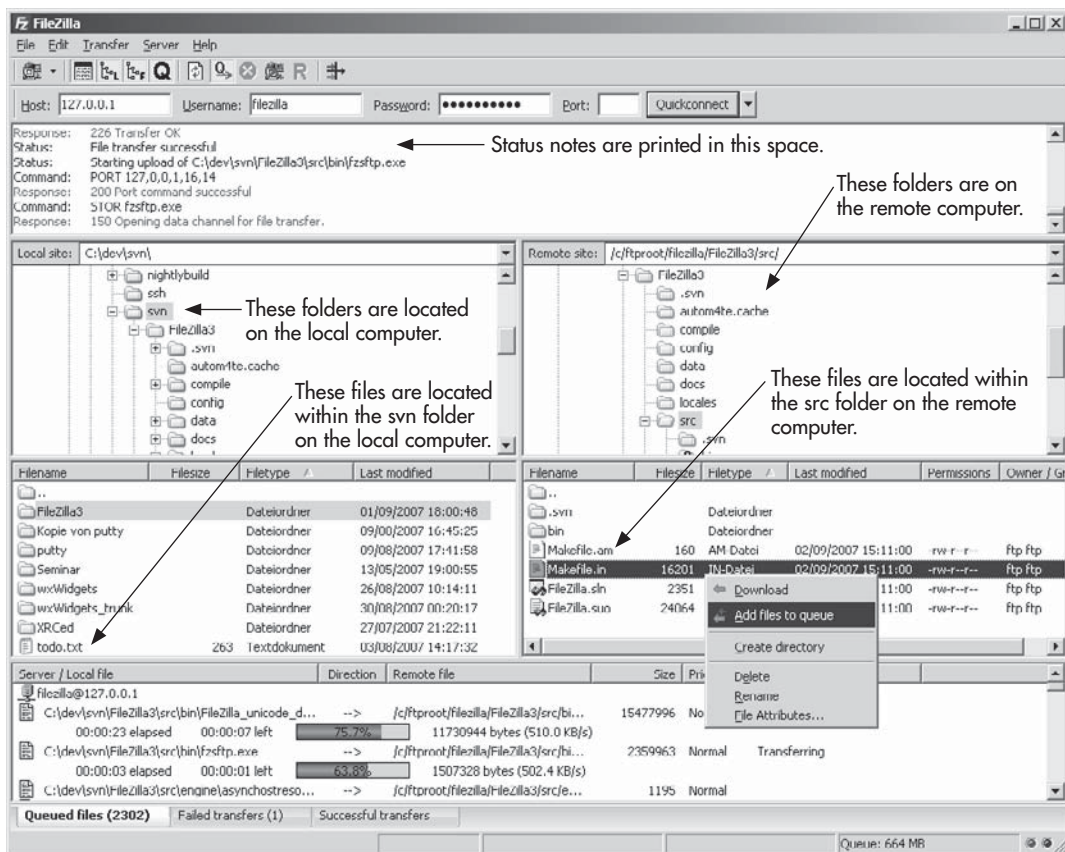 FileZilla
File Edit Transfer Server Help
Host: 127.0.0.1 Username: filezilla Password: ●●●●●●●●●● Port: Quickconnect
Response: 226 Transfer OK
Status: File transfer successful
Status: Starting upload of C:\dev\svn\FileZilla3\src\bin\fzsftp.exe
Command: PORT 127,0,0,1,16,14
Response: 200 Port command successful
Command: STOR fzsftp.exe
Response: 150 Opening data channel for file transfer.
Status notes are printed in this space.
These folders are on
the remote computer.
Local site: C:\dev\svn\
nightlybuild
ssh
svn
FileZilla3
.svn
autom4te.cache
compile
config
data
docs
These folders are located
on the local computer.
These files are located
within the svn folder
on the local computer.
Remote site: /c/ftproot/filezilla/FileZilla3/src/
FileZilla3
.svn
autom4te.cache
compile
config
data
docs
locales
src
.svn
These files are located within
the src folder on the remote
computer.
Filename Filesize Filetype Last modified
..
FileZilla3 Dateiordner 01/09/2007 18:00:48
Kopie von putty Dateiordner 16:45:25
putty Dateiordner 09/08/2007 17:41:58
Seminar Dateiordner 13/05/2007 19:00:55
wxWidgets Dateiordner 26/08/2007 10:14:11
wxWidgets_trunk Dateiordner 30/08/2007 00:20:17
XRCed Dateiordner 27/07/2007 21:22:11
todo.txt 263 Textdokument 03/08/2007 14:17:32
Filename Filesize Filetype Last modified Permissions Owner / Gr
..
.svn Dateiordner
bin Dateiordner
Makefile.am 160 AM-Datei 02/09/2007 15:11:00 -rw-r--r-- ftp ftp
Makefile.in 16201 IN-Datei 02/09/2007 15:11:00 -rw-r--r-- ftp ftp
FileZilla.sln 2351 11:00 -rw-r--r-- ftp ftp
FileZilla.suo 24064 11:00 -rw-r--r-- ftp ftp
Download
Add files to queue
Create directory
Delete
Rename
File Attributes...
Server / Local file Direction Remote file Size Pri
filezilla@127.0.0.1
C:\dev\svn\FileZilla3\src\bin\FileZilla_unicode_d... --> /c/ftproot/filezilla/FileZilla3/src/bi... 15477996 No
00:00:23 elapsed 00:00:07 left 75.7% 11730944 bytes (510.0 KB/s)
C:\dev\svn\FileZilla3\src\bin\fzsftp.exe --> /c/ftproot/filezilla/FileZilla3/src/bi... 2359963 Normal Transferring
00:00:03 elapsed 00:00:01 left 63.8% 1507328 bytes (502.4 KB/s)
C:\dev\svn\FileZilla3\src\engine\asynchostreso... --> /c/ftproot/filezilla/FileZilla3/src/e... 1195 Normal
Queued files (2302) Failed transfers (1) Successful transfers
Queue: 664 MB